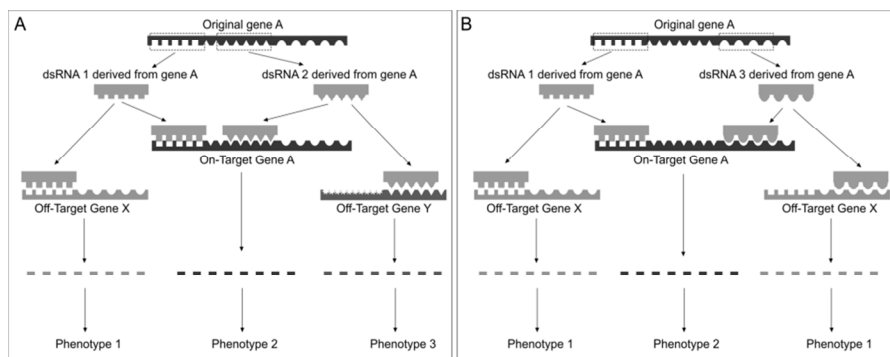 A
Original gene A
dsRNA 1 derived from gene A
dsRNA 2 derived from gene A
On-Target Gene A
Off-Target Gene X
Off-Target Gene Y
Phenotype 1
Phenotype 2
Phenotype 3
B
Original gene A
dsRNA 1 derived from gene A
dsRNA 3 derived from gene A
On-Target Gene A
Off-Target Gene X
Off-Target Gene X
Phenotype 1
Phenotype 2
Phenotype 1